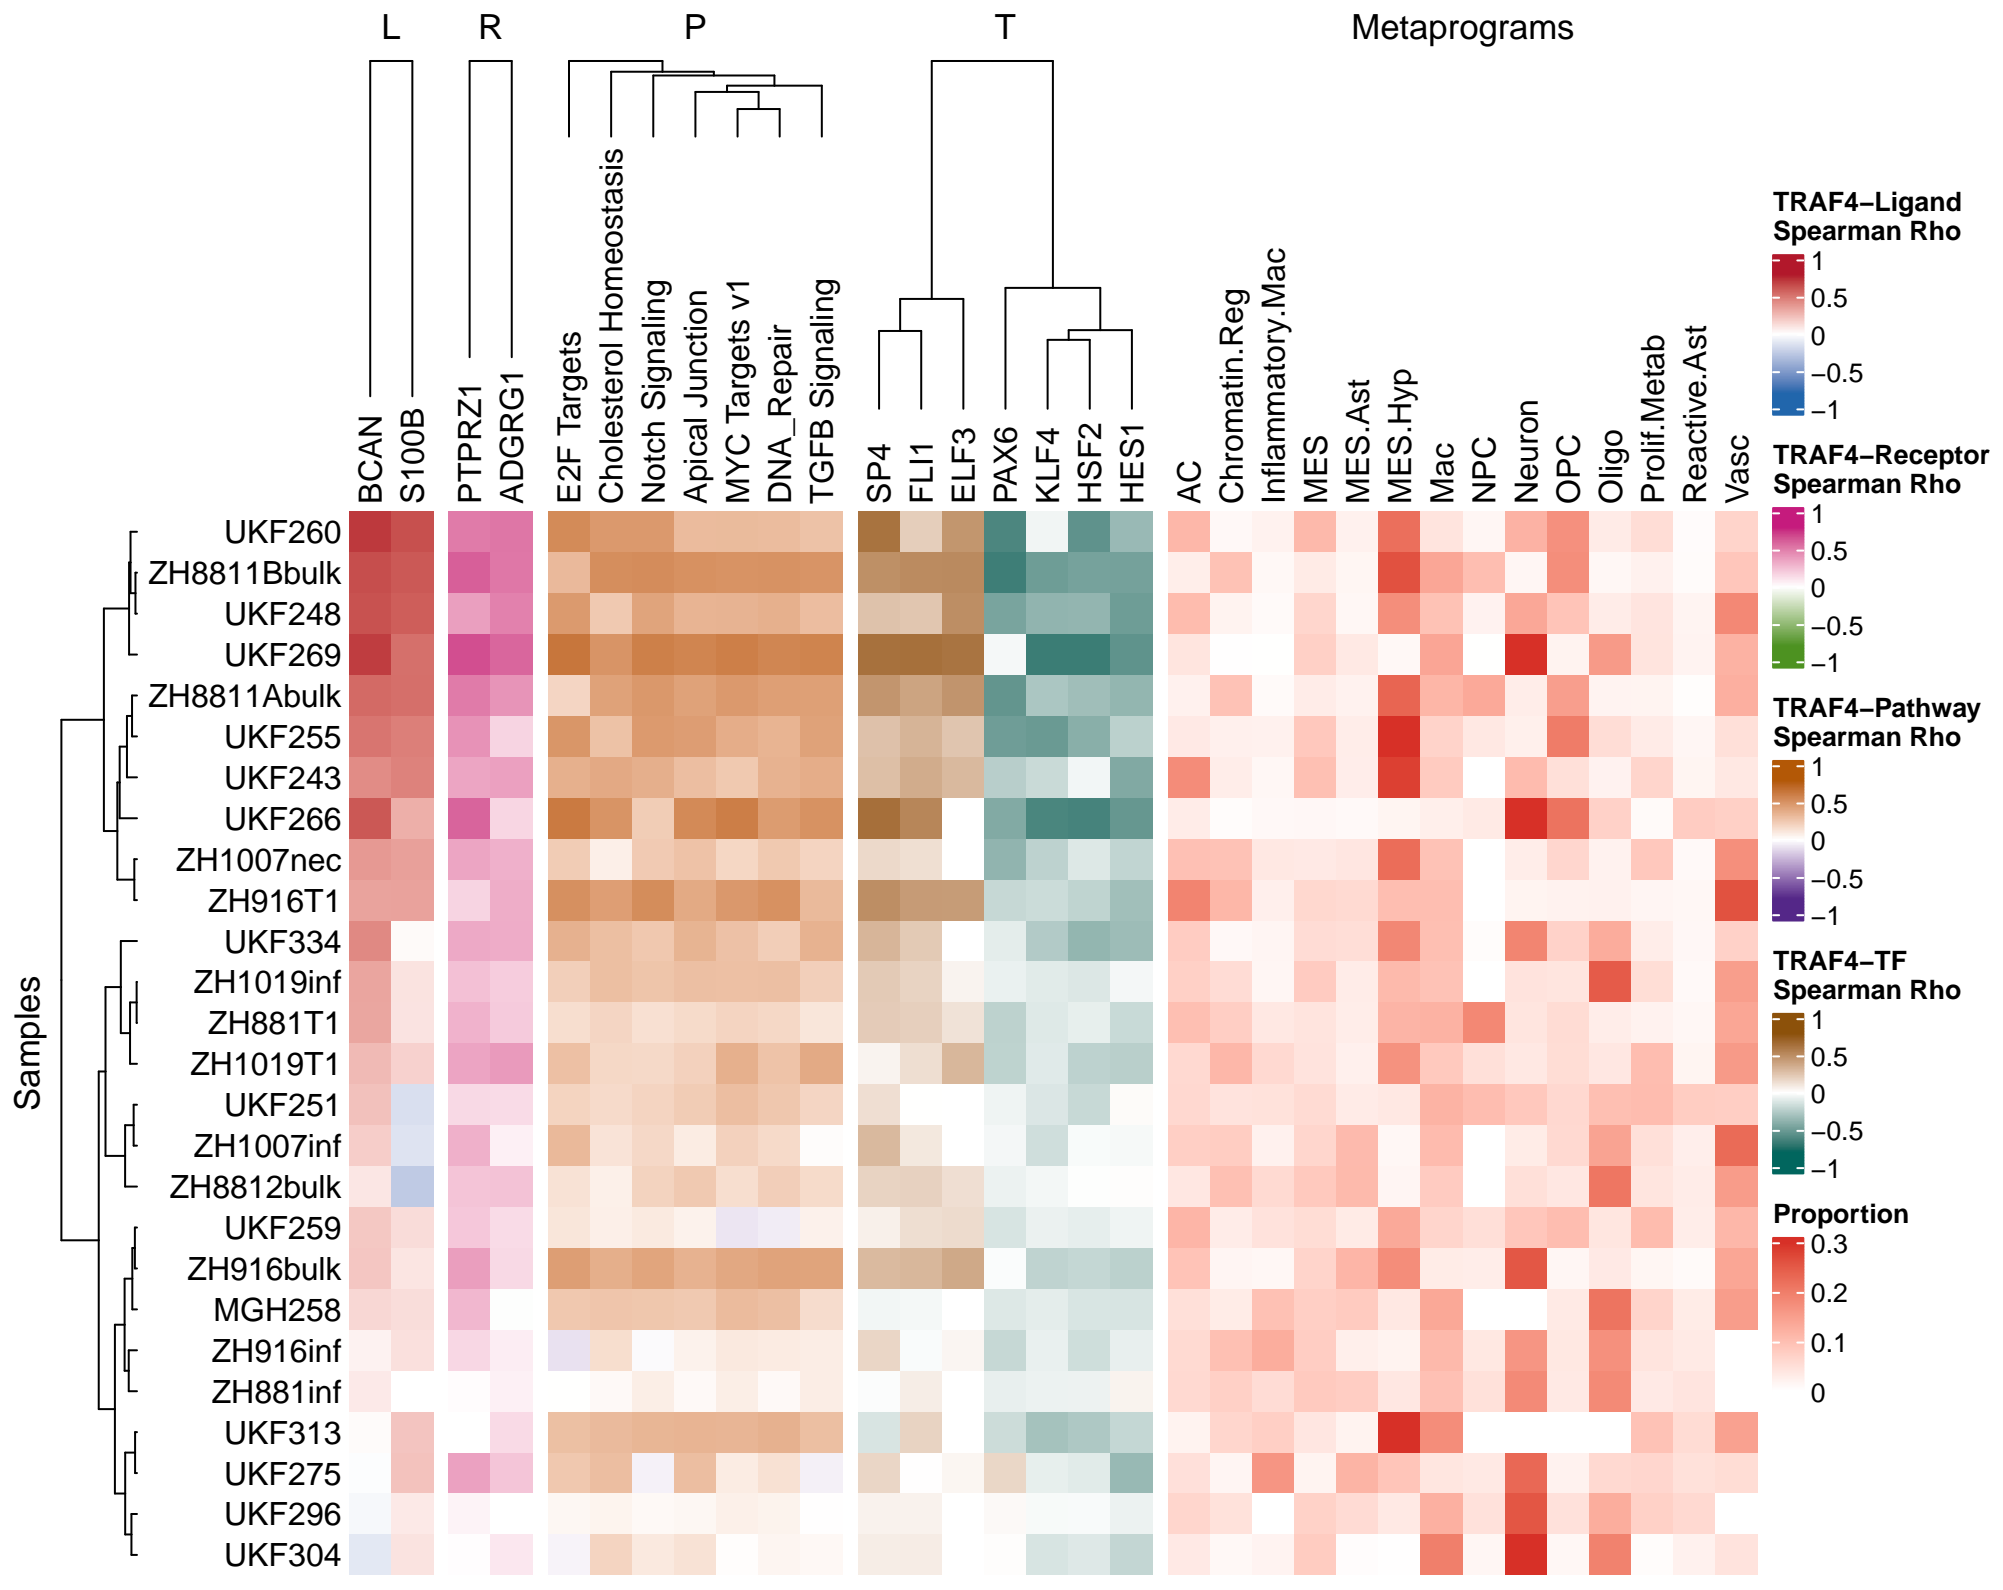 L R P T Metaprograms
BCAN
S100B
PTPRZ1
ADGRG1
E2F Targets
Cholesterol Homeostasis
Notch Signaling
Apical Junction
MYC Targets v1
DNA_Repair
TGFB Signaling
SP4
FLI1
ELF3
PAX6
KLF4
HSF2
HES1
AC
Chromatin.Reg
Inflammatory.Mac
MES
MES.Ast
MES.Hyp
Mac
NPC
Neuron
OPC
Oligo
Prolif.Metab
Reactive.Ast
Vasc
Samples
UKF260
ZH8811Bbulk
UKF248
UKF269
ZH8811Abulk
UKF255
UKF243
UKF266
ZH1007nec
ZH916T1
UKF334
ZH1019inf
ZH881T1
ZH1019T1
UKF251
ZH1007inf
ZH8812bulk
UKF259
ZH916bulk
MGH258
ZH916inf
ZH881inf
UKF313
UKF275
UKF296
UKF304
TRAF4−Ligand
Spearman Rho
1
0.5
0
−0.5
−1
TRAF4−Receptor
Spearman Rho
1
0.5
0
−0.5
−1
TRAF4−Pathway
Spearman Rho
1
0.5
0
−0.5
−1
TRAF4−TF
Spearman Rho
1
0.5
0
−0.5
−1
Proportion
0.3
0.2
0.1
0